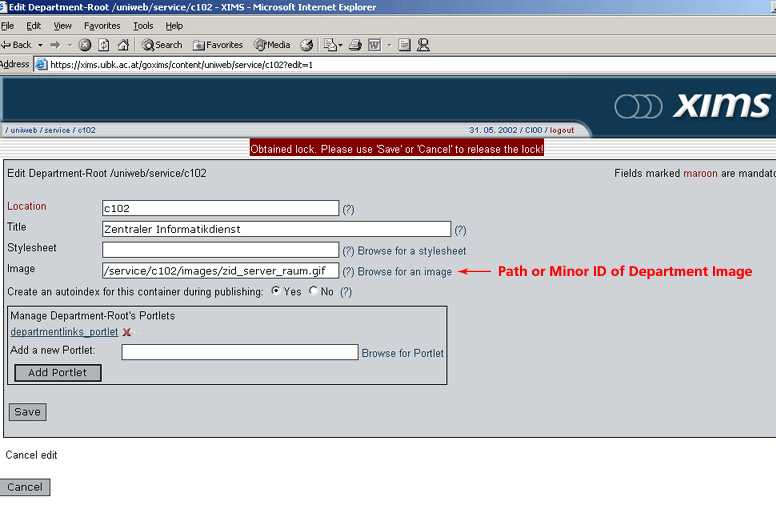 Edit Department-Root /uniweb/service/c102 - XIMS - Microsoft Internet Explorer
File Edit View Favorites Tools Help
Back Search Favorites Media
Address https://xims.uibk.ac.at/goxims/content/uniweb/service/c102?edit=1
XIMS
/ uniweb / service / c102 31. 05. 2002 / CI00 / logout
Obtained lock. Please use 'Save' or 'Cancel' to release the lock!
Edit Department-Root /uniweb/service/c102 Fields marked maroon are mandato
Location c102 (?)
Title Zentraler Informatikdienst (?)
Stylesheet (?) Browse for a stylesheet
Image /service/c102/images/zid_server_raum.gif (?) Browse for an image Path or Minor ID of Department Image
Create an autoindex for this container during publishing: Yes No (?)
Manage Department-Root's Portlets
departmentlinks_portlet X
Add a new Portlet: Browse for Portlet
Add Portlet
Save
Cancel edit
Cancel